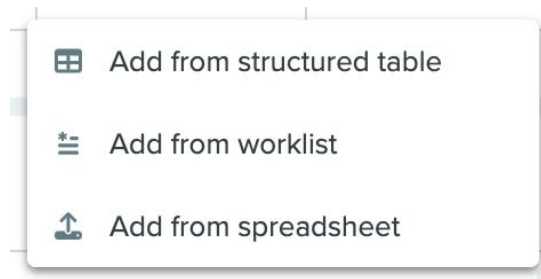 Add from structured table
Add from worklist
Add from spreadsheet